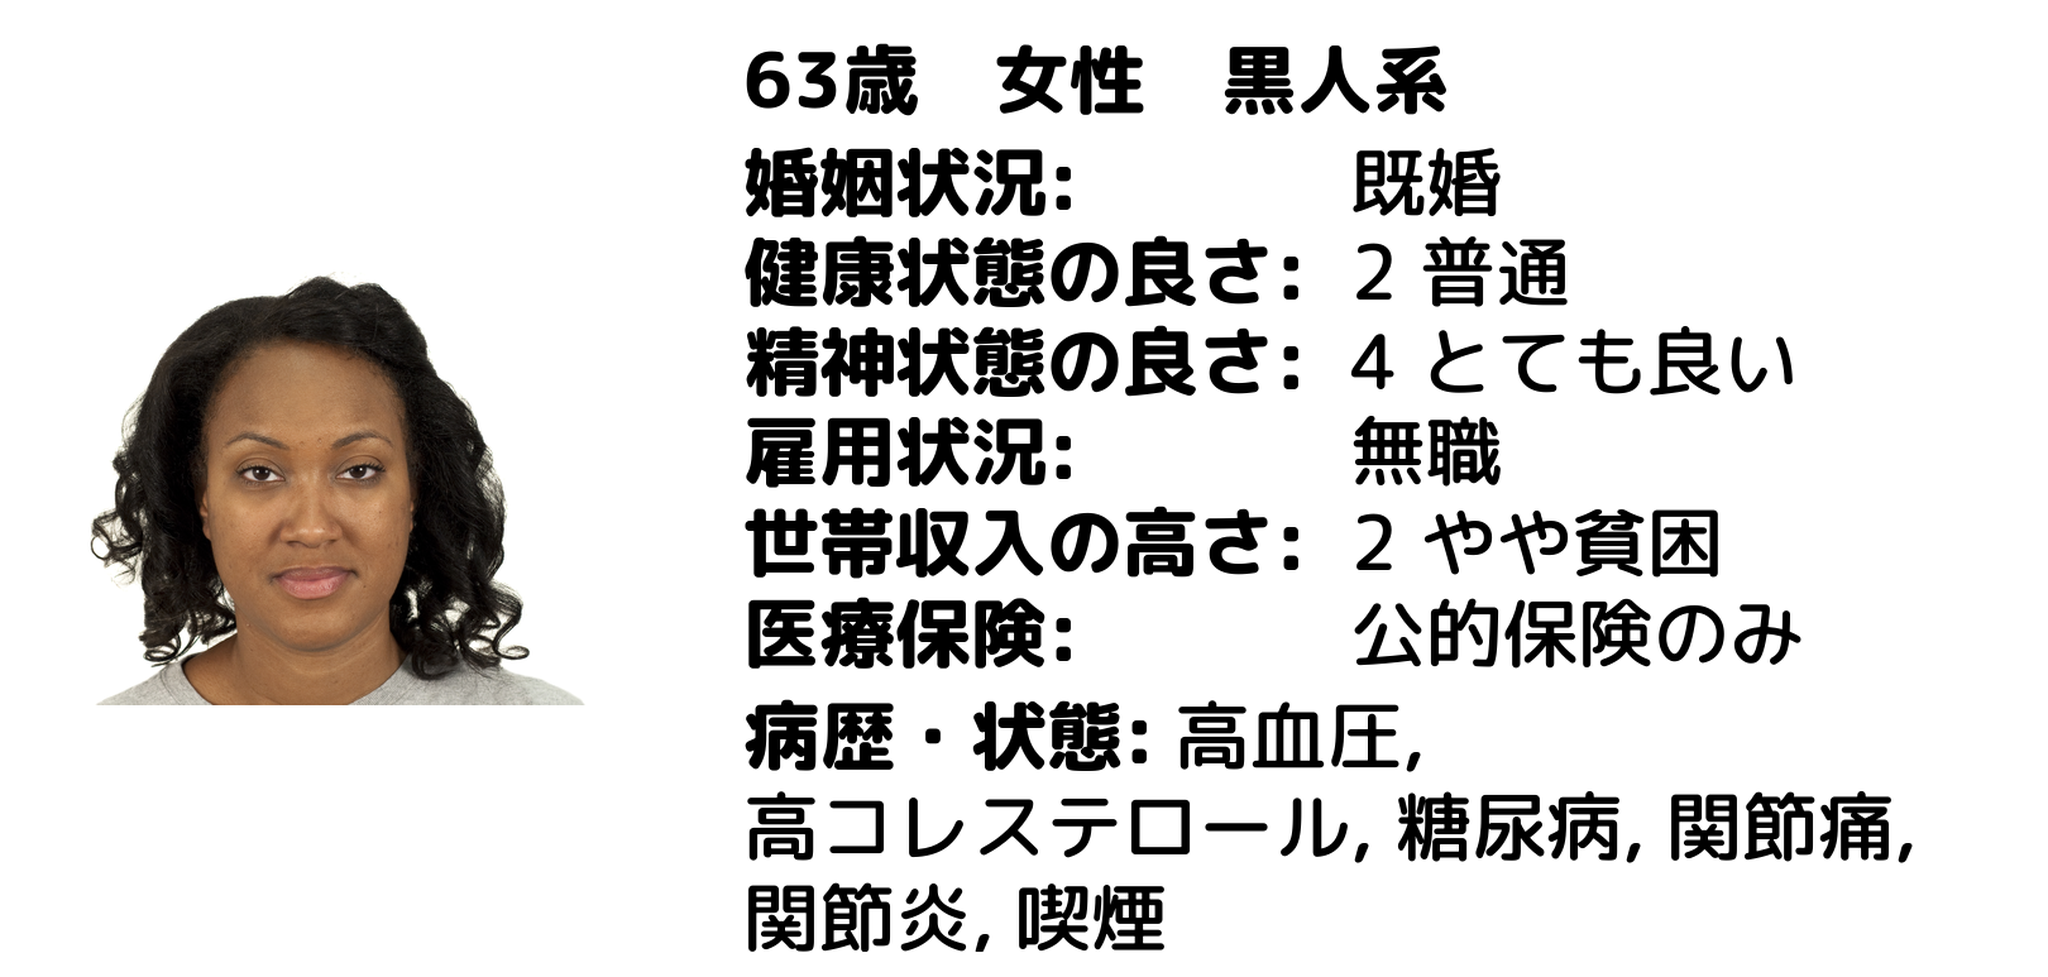 63歳　女性　黒人系
婚姻状況: 既婚
健康状態の良さ: 2 普通
精神状態の良さ: 4 とても良い
雇用状況: 無職
世帯収入の高さ: 2 やや貧困
医療保険: 公的保険のみ
病歴・状態: 高血圧,
高コレステロール, 糖尿病, 関節痛,
関節炎, 喫煙